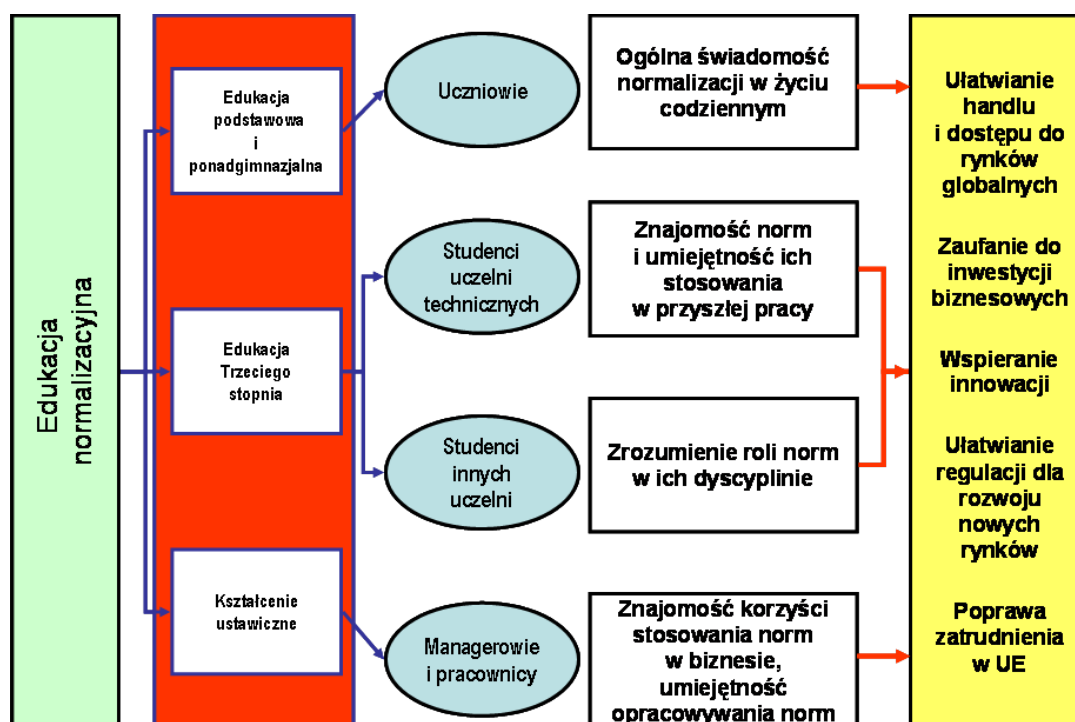 Edukacja
normalizacyjna
Edukacja
podstawowa
i
ponadgimnazjalna
Edukacja
Trzeciego
stopnia
Kształcenie
ustawiczne
Uczniowie
Studenci
uczelni
technicznych
Studenci
innych
uczelni
Managerowie
i pracownicy
Ogólna świadomość
normalizacji w życiu
codziennym
Znajomość norm
i umiejętność ich
stosowania
w przyszłej pracy
Zrozumienie roli norm
w ich dyscyplinie
Znajomość korzyści
stosowania norm
w biznesie,
umiejętność
opracowywania norm
Ułatwianie
handlu
i dostępu do
rynków
globalnych
Zaufanie do
inwestycji
biznesowych
Wspieranie
innowacji
Ułatwianie
regulacji dla
rozwoju
nowych
rynków
Poprawa
zatrudnienia
w UE